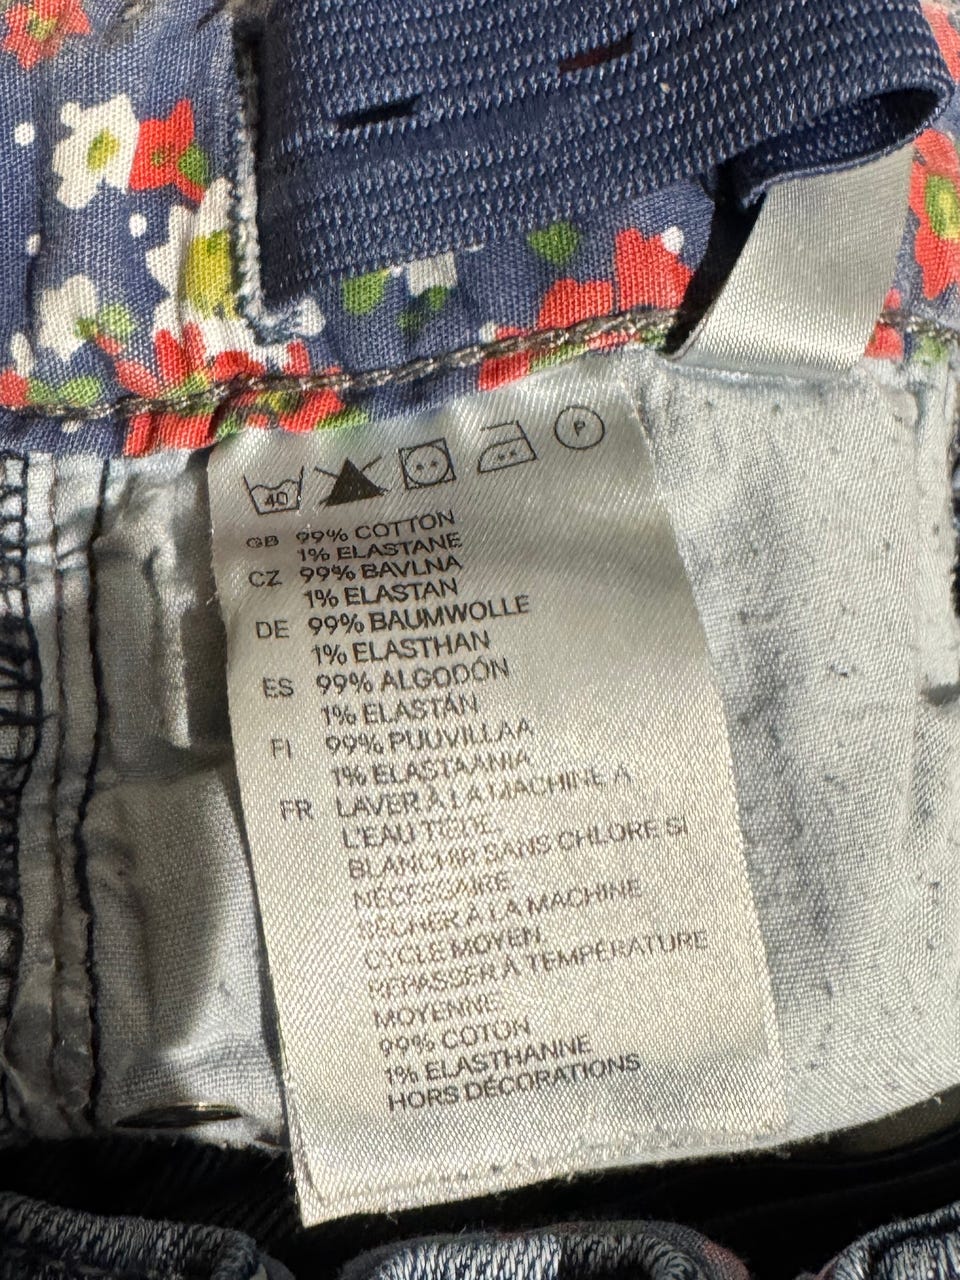 40 P
GB 99% COTTON
1% ELASTANE
CZ 99% BAVLNA
1% ELASTAN
DE 99% BAUMWOLLE
1% ELASTHAN
ES 99% ALGODÓN
1% ELASTÁN
FI 99% PUUVILLAA
1% ELASTAANIA
FR LAVER À LA MACHINE À
L'EAU TIÈDE.
BLANCHIR SANS CHLORE SI
NÉCESSAIRE
SÉCHER À LA MACHINE
CYCLE MOYEN.
REPASSER À TEMPÉRATURE
MOYENNE
99% COTON
1% ELASTHANNE
HORS DÉCORATIONS